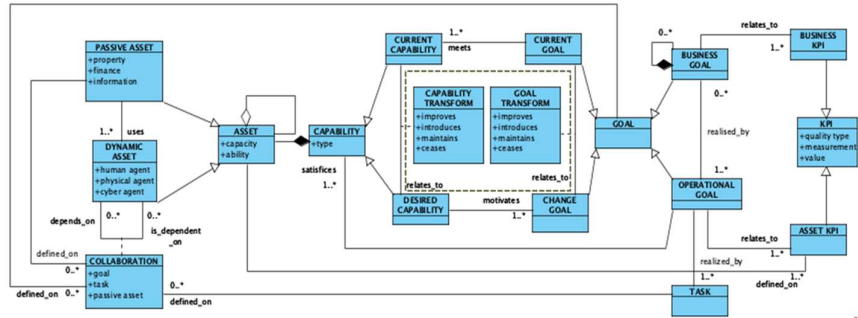 PASSIVE ASSET
+property
+finance
+information
1..*
uses
DYNAMIC
ASSET
+human agent
+physical agent
+cyber agent
depends_on
0..*
0..*
is_dependent
_on
defined_on
0..*
COLLABORATION
+goal
+task
+passive asset
defined_on
0..*
0..*
defined_on
ASSET
+capacity
+ability
CAPABILITY
+type
satisfices
1..*
CURRENT
CAPABILITY
1..*
meets
CURRENT
GOAL
CAPABILITY
TRANSFORM
+improves
+introduces
+maintains
+ceases
GOAL
TRANSFORM
+improves
+introduces
+maintains
+ceases
relates_to
relates_to
DESIRED
CAPABILITY
motivates
1..*
CHANGE
GOAL
GOAL
0..*
BUSINESS
GOAL
0..*
relates_to
1..*
BUSINESS
KPI
realised_by
KPI
+quality type
+measurement
+value
1..*
OPERATIONAL
GOAL
relates_to
1..*
ASSET KPI
realized_by
1..*
1..*
defined_on
TASK